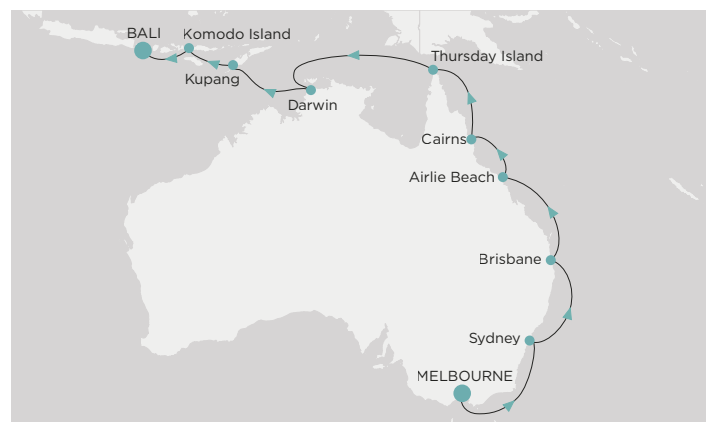 BALI
Komodo Island
Kupang
Thursday Island
Darwin
Cairns
Airlie Beach
Brisbane
Sydney
MELBOURNE